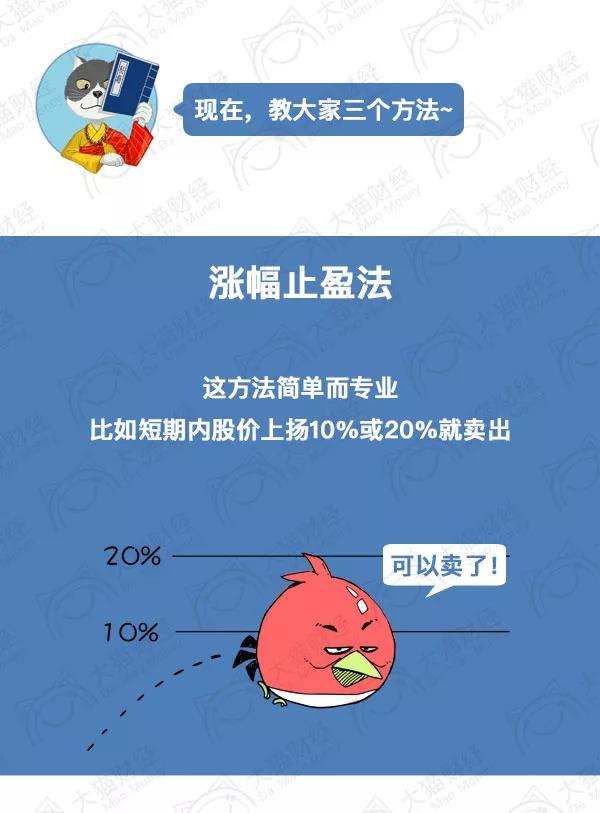 现在，教大家三个方法~
涨幅止盈法
这方法简单而专业
比如短期内股价上扬10%或20%就卖出
20%
可以卖了!
10%
大猫财经
Da Mao Money